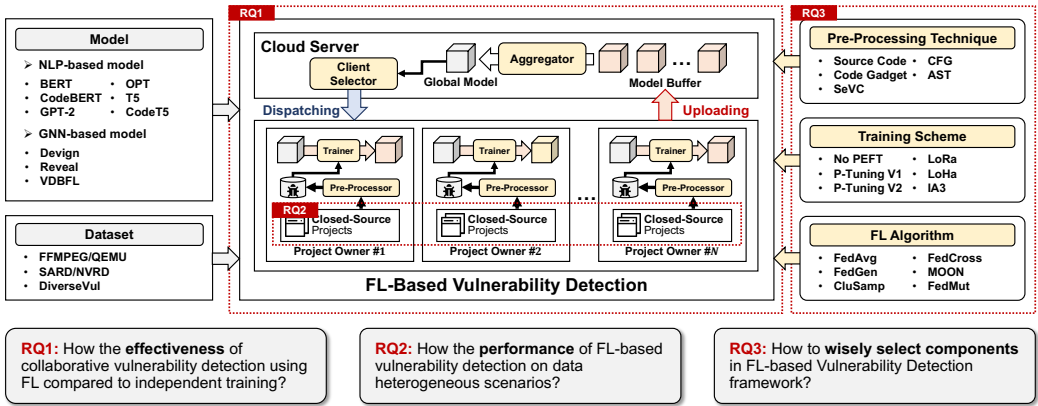 RQ1
RQ3
Model
➢ NLP-based model
• BERT • OPT
• CodeBERT • T5
• GPT-2 • CodeT5
➢ GNN-based model
• Devign
• Reveal
• VDBFL
Dataset
• FFMPEG/QEMU
• SARD/NVRD
• DiverseVul
Cloud Server
Client
Selector
Global Model
Aggregator
...
Model Buffer
Dispatching
Uploading
Trainer
Pre-Processor
RQ2
Closed-Source
Projects
Project Owner #1
Trainer
Pre-Processor
Closed-Source
Projects
Project Owner #2
...
Trainer
Pre-Processor
Closed-Source
Projects
Project Owner #N
FL-Based Vulnerability Detection
Pre-Processing Technique
• Source Code • CFG
• Code Gadget • AST
• SeVC
Training Scheme
• No PEFT • LoRa
• P-Tuning V1 • LoHa
• P-Tuning V2 • IA3
FL Algorithm
• FedAvg • FedCross
• FedGen • MOON
• CluSamp • FedMut
RQ1: How the effectiveness of
collaborative vulnerability detection using
FL compared to independent training?
RQ2: How the performance of FL-based
vulnerability detection on data
heterogeneous scenarios?
RQ3: How to wisely select components
in FL-based Vulnerability Detection
framework?